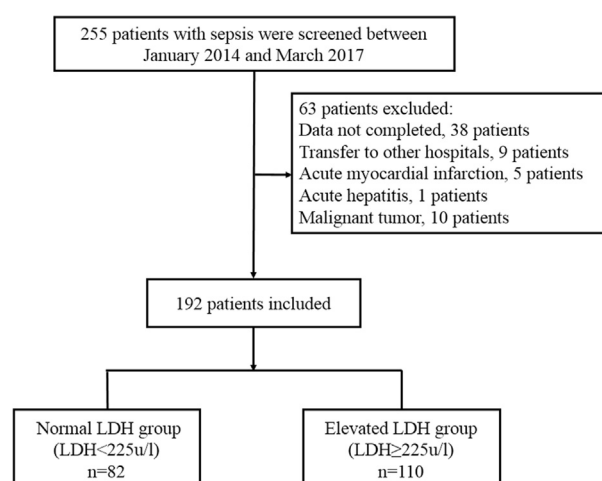 255 patients with sepsis were screened between
January 2014 and March 2017
63 patients excluded:
Data not completed, 38 patients
Transfer to other hospitals, 9 patients
Acute myocardial infarction, 5 patients
Acute hepatitis, 1 patients
Malignant tumor, 10 patients
192 patients included
Normal LDH group
(LDH<225u/l)
n=82
Elevated LDH group
(LDH≥225u/l)
n=110